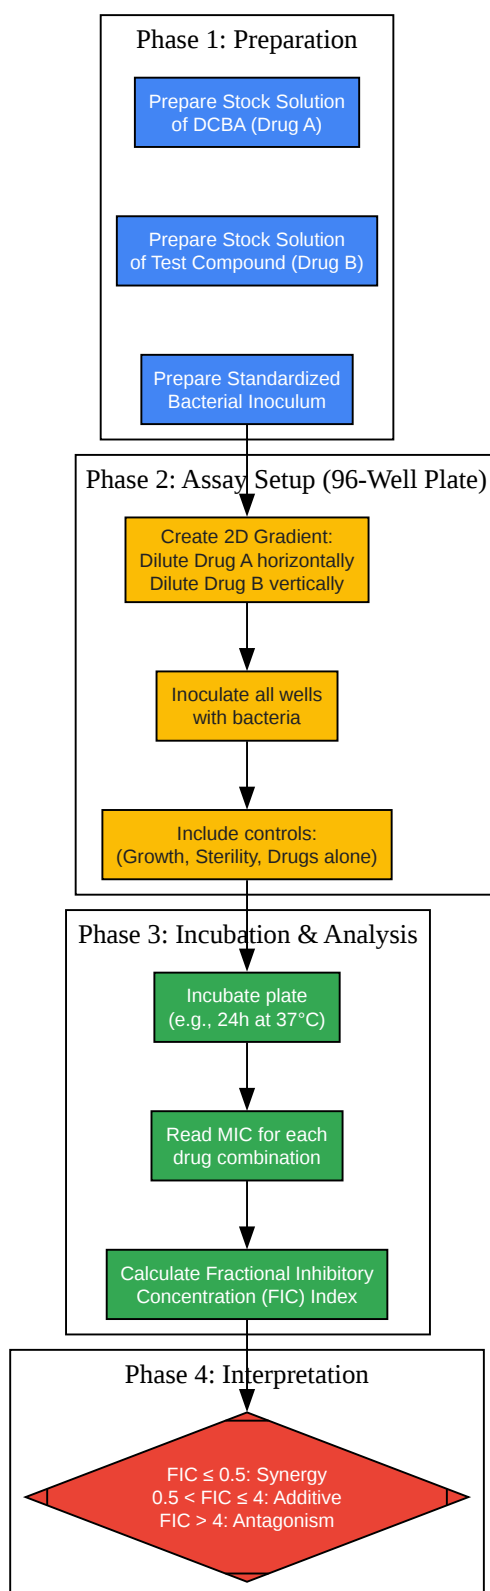 Phase 1: Preparation
Prepare Stock Solution
of DCBA (Drug A)
Prepare Stock Solution
of Test Compound (Drug B)
Prepare Standardized
Bacterial Inoculum
Phase 2: Assay Setup (96-Well Plate)
Create 2D Gradient:
Dilute Drug A horizontally
Dilute Drug B vertically
Inoculate all wells
with bacteria
Include controls:
(Growth, Sterility, Drugs alone)
Phase 3: Incubation & Analysis
Incubate plate
(e.g., 24h at 37°C)
Read MIC for each
drug combination
Calculate Fractional Inhibitory
Concentration (FIC) Index
Phase 4: Interpretation
FIC ≤ 0.5: Synergy
0.5 < FIC ≤ 4: Additive
FIC > 4: Antagonism